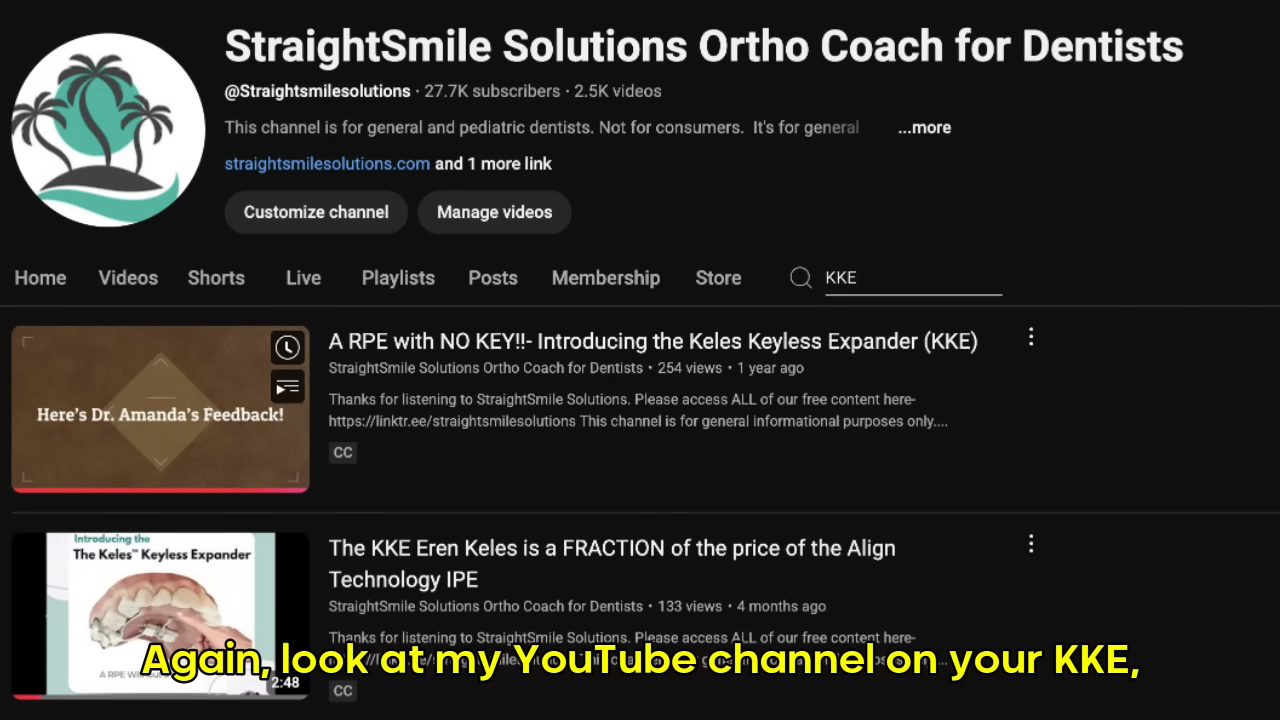 StraightSmile Solutions Ortho Coach for Dentists
@Straightsmilesolutions · 27.7K subscribers · 2.5K videos
This channel is for general and pediatric dentists. Not for consumers. It's for general ...more
straightsmilesolutions.com and 1 more link
Customize channel Manage videos
Home Videos Shorts Live Playlists Posts Membership Store KKE
Here's Dr. Amanda's Feedback!
A RPE with NO KEY!!- Introducing the Keles Keyless Expander (KKE)
StraightSmile Solutions Ortho Coach for Dentists • 254 views • 1 year ago
Thanks for listening to StraightSmile Solutions. Please access ALL of our free content here-
https://linktr.ee/straightsmilesolutions This channel is for general informational purposes only....
CC
Introducing the
The Keles™ Keyless Expander
A RPE
2:48
The KKE Eren Keles is a FRACTION of the price of the Align
Technology IPE
StraightSmile Solutions Ortho Coach for Dentists • 133 views • 4 months ago
Thanks for listening to StraightSmile Solutions. Please access ALL of our free content here-
CC
Again, look at my YouTube channel on your KKE,